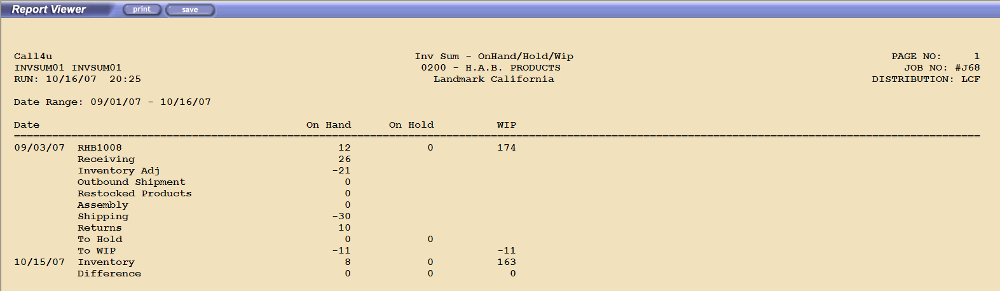 Report Viewer print save
Call4u Inv Sum - OnHand/Hold/Wip PAGE NO: 1
INVSUM01 INVSUM01 0200 - H.A.B. PRODUCTS JOB NO: #J68
RUN: 10/16/07 20:25 Landmark California DISTRIBUTION: LCF
Date Range: 09/01/07 - 10/16/07
Date On Hand On Hold WIP
09/03/07 RHB1008 12 0 174
Receiving 26
Inventory Adj -21
Outbound Shipment 0
Restocked Products 0
Assembly 0
Shipping -30
Returns 10
To Hold 0 0
To WIP -11 -11
10/15/07 Inventory 8 0 163
Difference 0 0 0